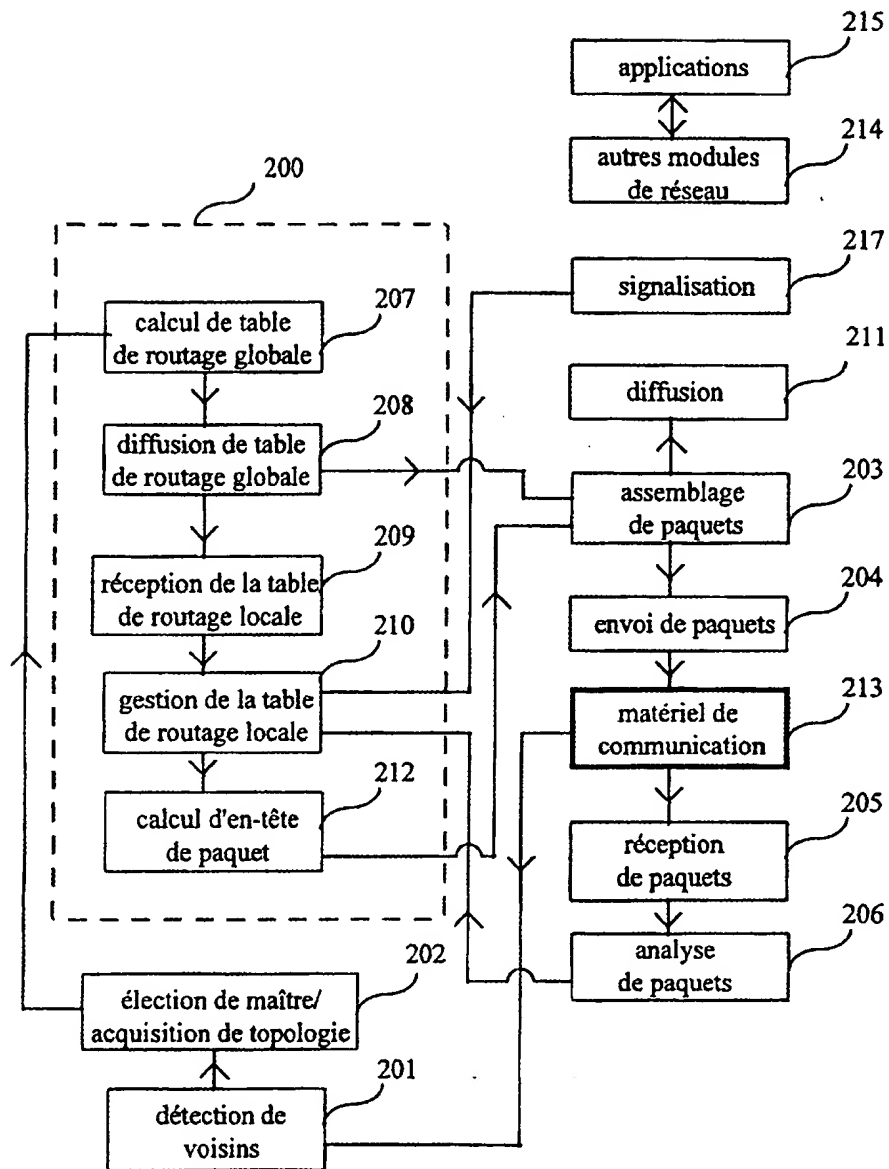 215
applications
214
autres modules
de réseau
200
217
signalisation
207
calcul de table
de routage globale
211
diffusion
208
diffusion de table
de routage globale
203
assemblage
de paquets
209
réception de la table
de routage locale
204
envoi de paquets
210
gestion de la table
de routage locale
213
matériel de
communication
212
calcul d'en-tête
de paquet
205
réception
de paquets
206
analyse
de paquets
202
élection de maître/
acquisition de topologie
201
détection de
voisins